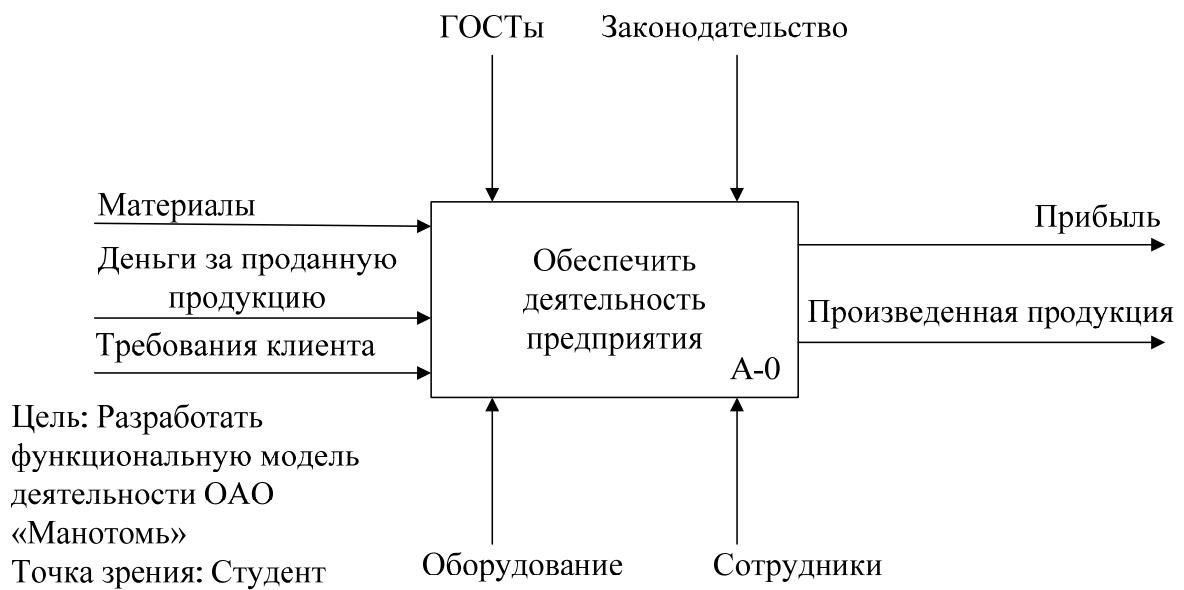 ГОСТы
Законодательство
Материалы
Деньги за проданную
продукцию
Требования клиента
Обеспечить
деятельность
предприятия
А-0
Прибыль
Произведенная продукция
Цель: Разработать
функциональную модель
деятельности ОАО
«Манотомь»
Точка зрения: Студент
Оборудование
Сотрудники